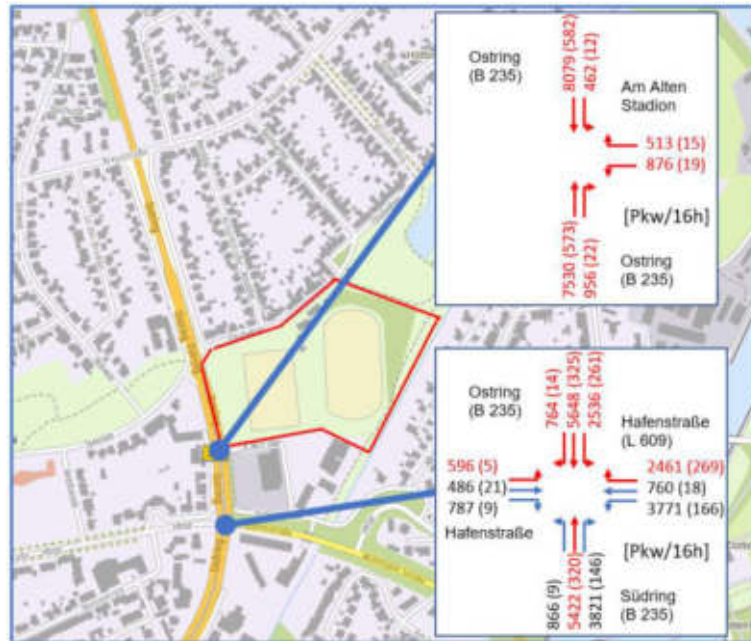 Ostring
(B 235)
8079 (582)
462 (12)
Am Alten
Stadion
513 (15)
876 (19)
[Pkw/16h]
7530 (573)
956 (22)
Ostring
(B 235)
Ostring
(B 235)
764 (14)
5648 (325)
2536 (261)
Hafenstraße
(L 609)
596 (5)
486 (21)
787 (9)
2461 (269)
760 (18)
3771 (166)
Hafenstraße
[Pkw/16h]
866 (9)
5422 (320)
3821 (146)
Südring
(B 235)